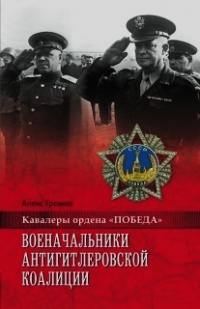 Алекс Громов
Кавалеры ордена «ПОБЕДА»
ВОЕНАЧАЛЬНИКИ
АНТИГИТЛЕРОВСКОЙ
КОАЛИЦИИ